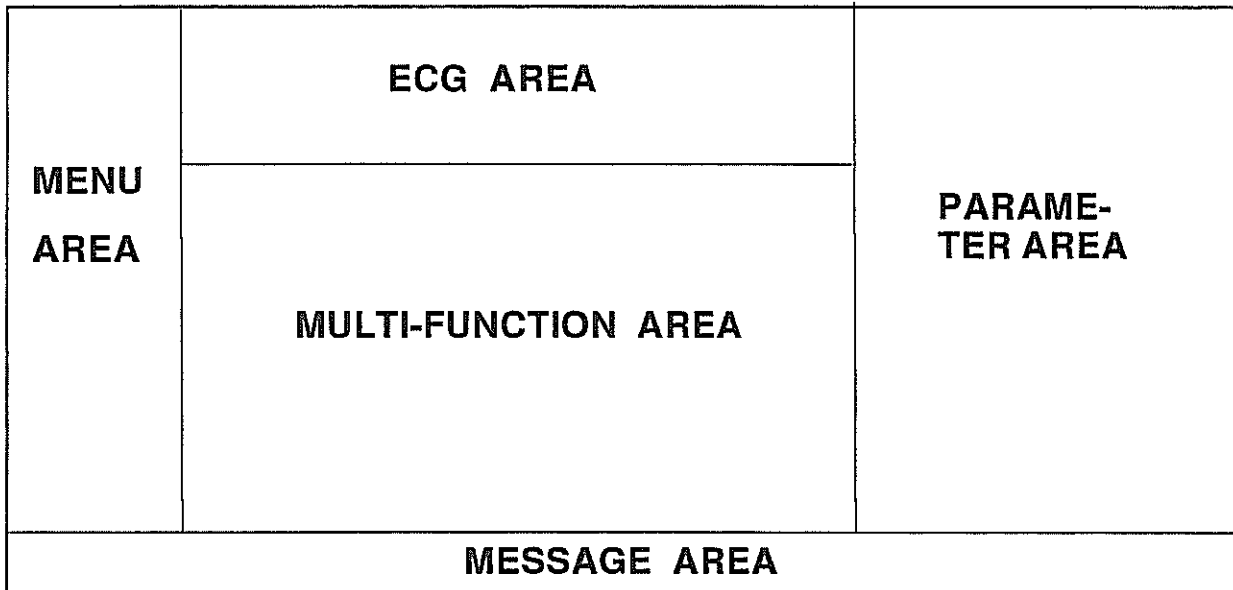 ECG AREA
MENU
AREA
PARAME-
TER AREA
MULTI-FUNCTION AREA
MESSAGE AREA